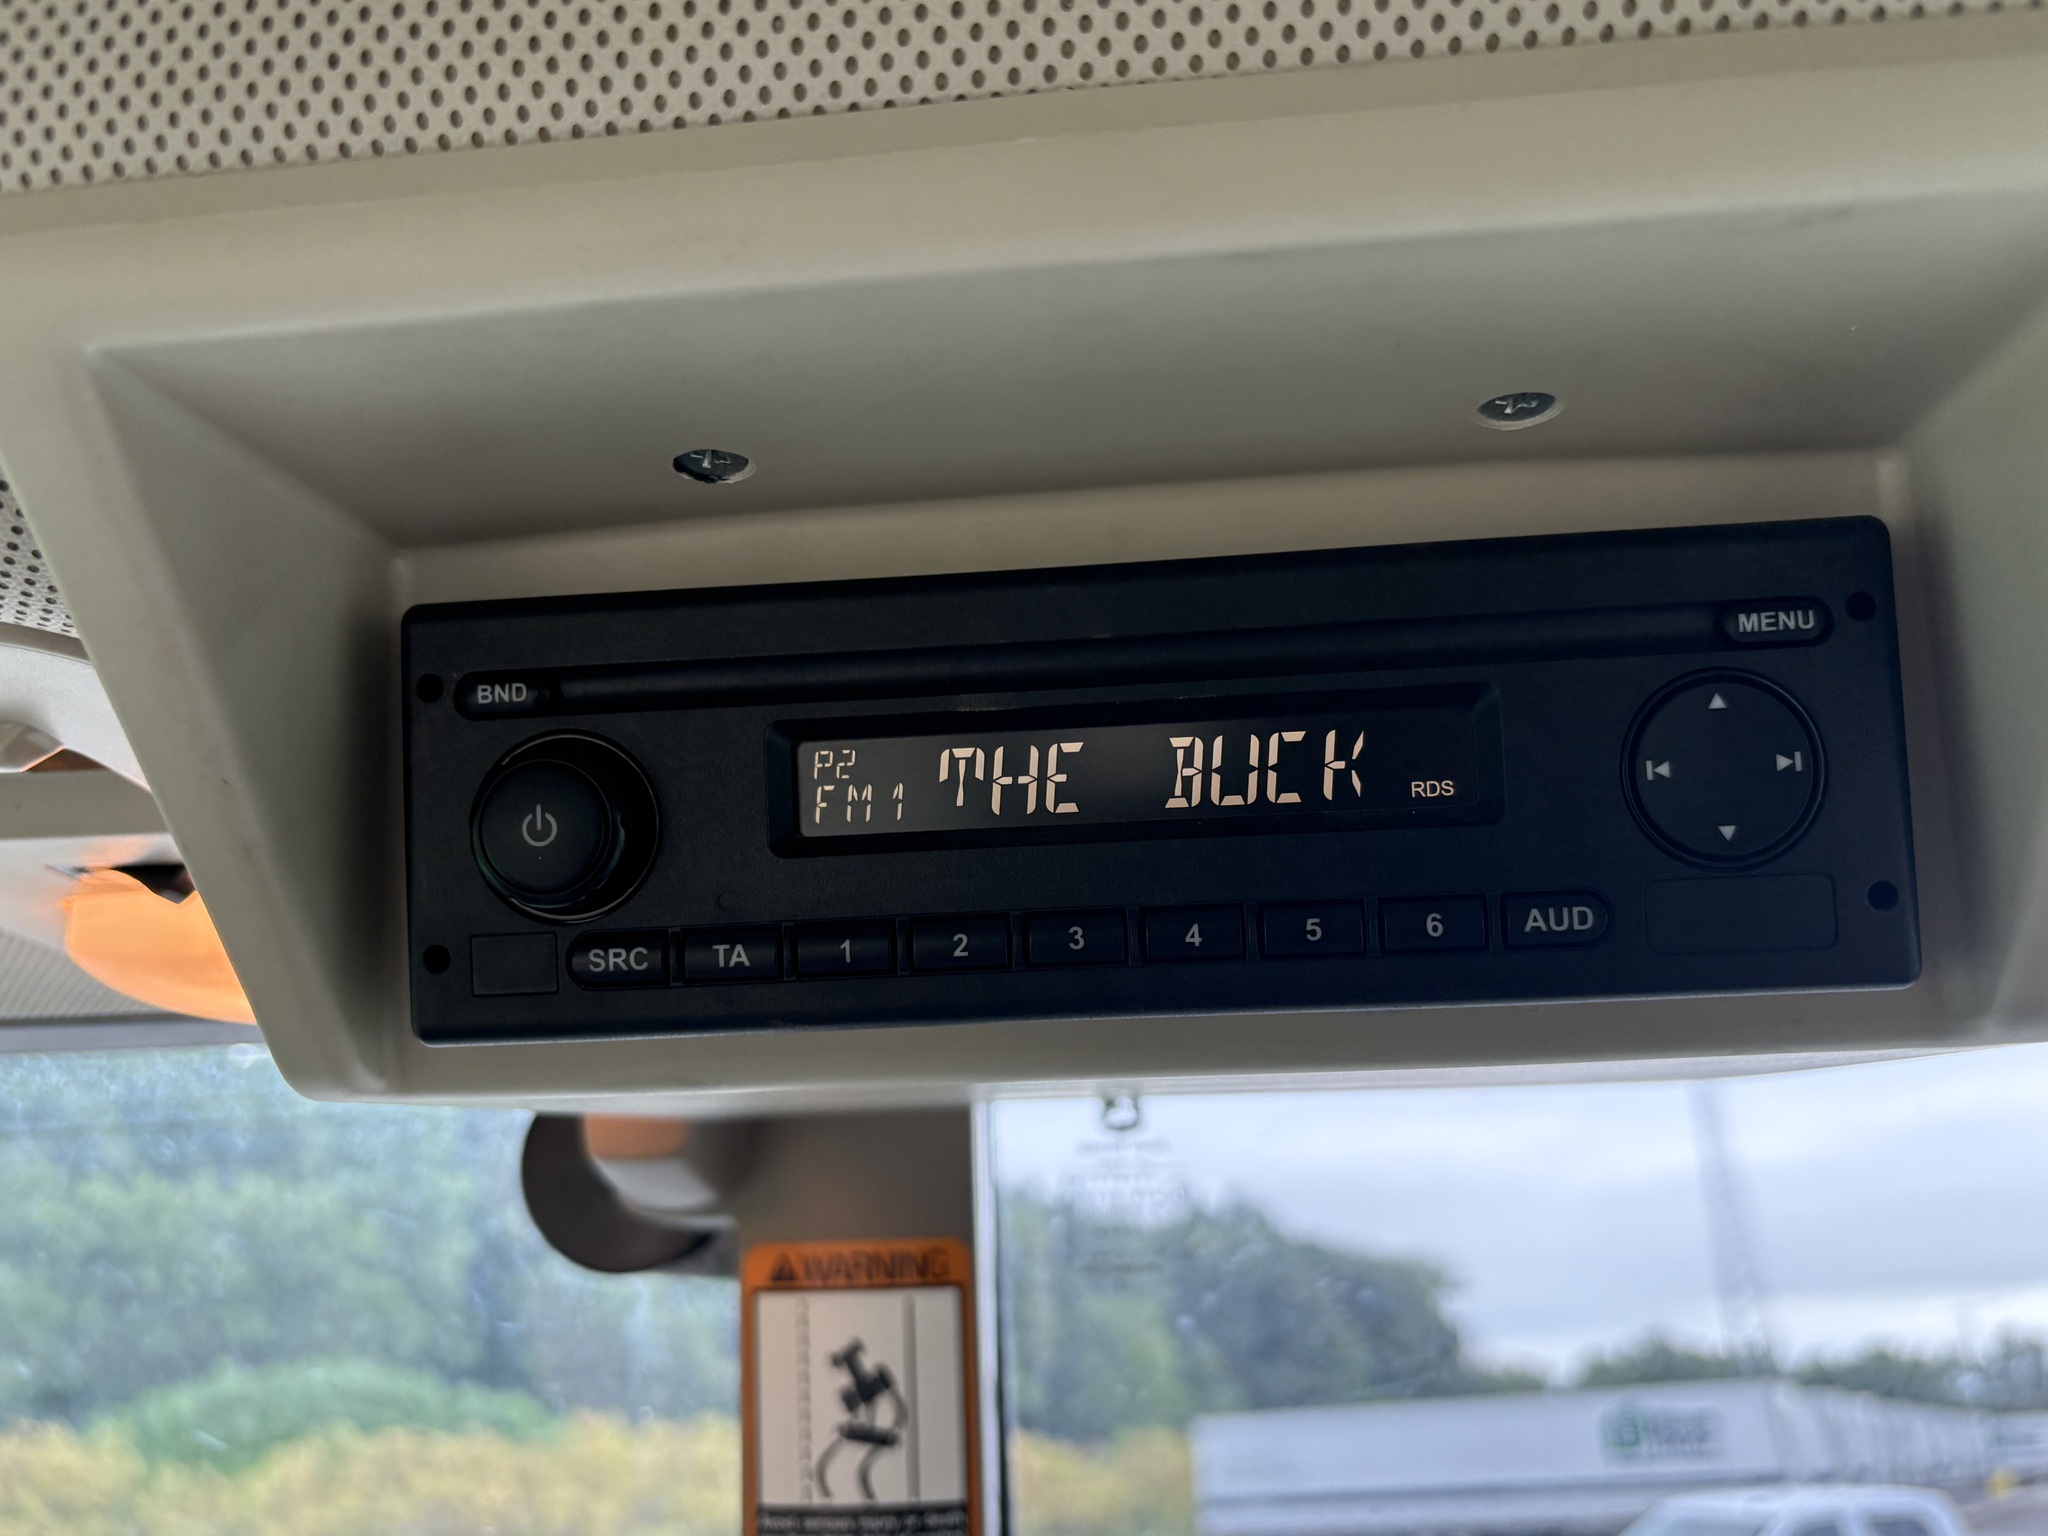 MENU
BND
P2
FM1
THE BUCK
RDS
SRC
TA
1
2
3
4
5
6
AUD
WARNING